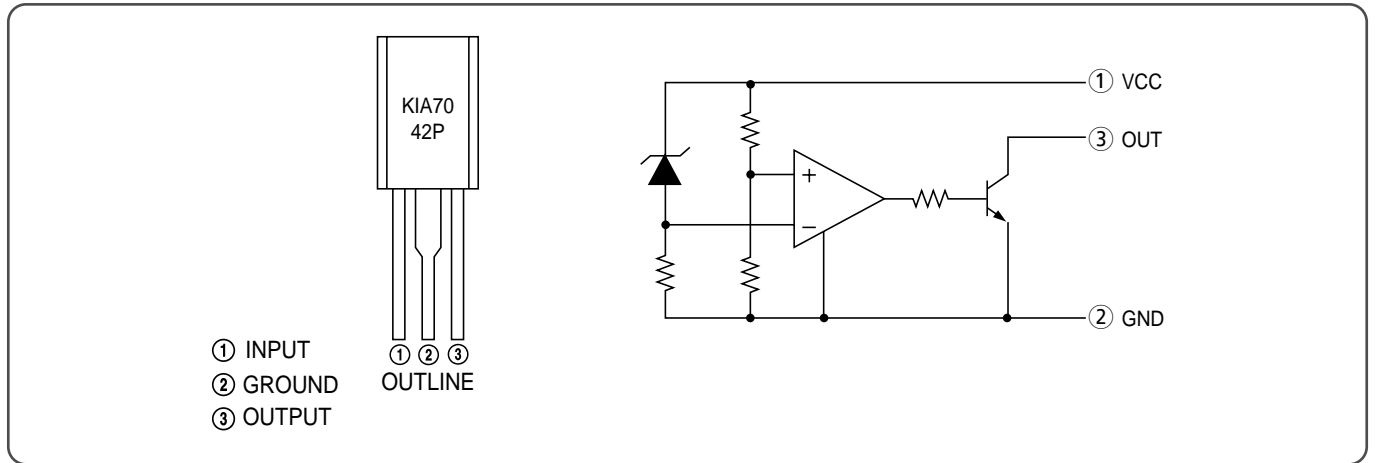 KIA70
42P
① INPUT
② GROUND
③ OUTPUT
① ② ③
OUTLINE
+
−
① VCC
③ OUT
② GND